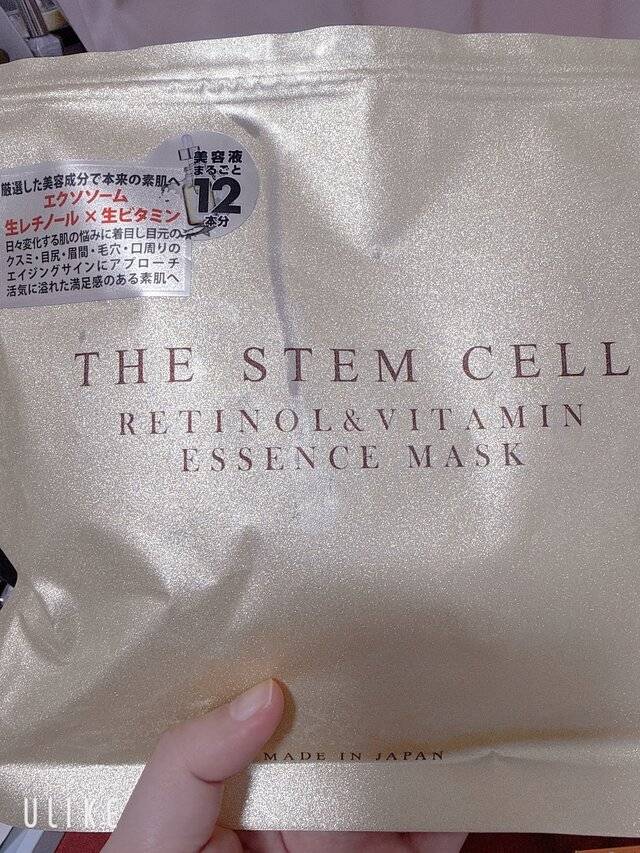 美容液
まるごと
12
本分
厳選した美容成分で本来の素肌へ
エクソソーム
生レチノール×生ビタミン
日々変化する肌の悩みに着目し目元の
クスミ・目尻・眉間・毛穴・口周りの
エイジングサインにアプローチ
活気に溢れた満足感のある素肌へ
THE STEM CELL
RETINOL&VITAMIN
ESSENCE MASK
MADE IN JAPAN
ULIKE